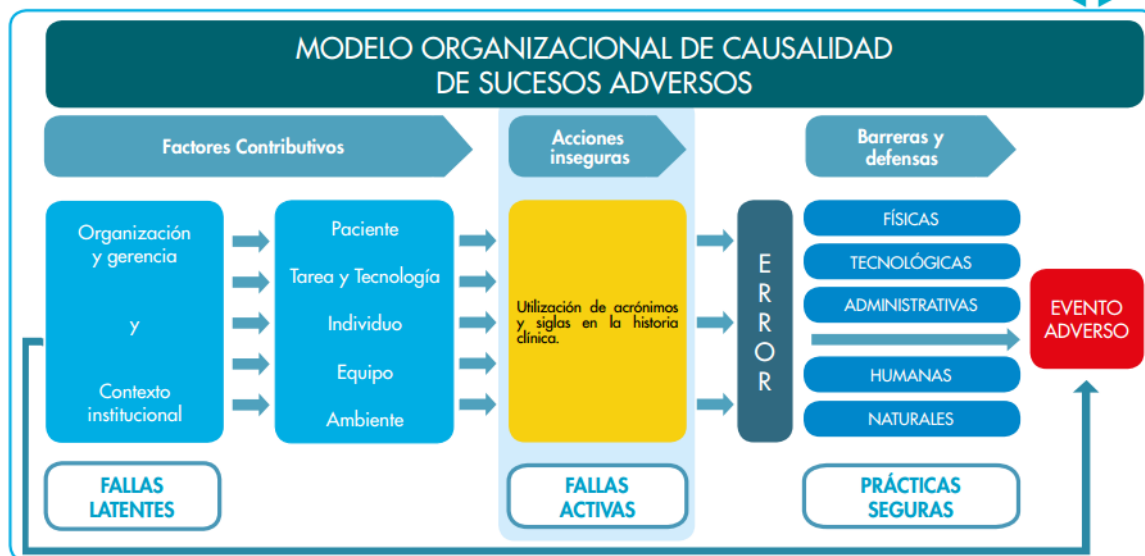 MODELO ORGANIZACIONAL DE CAUSALIDAD
DE SUCESOS ADVERSOS
Factores Contributivos
Acciones
inseguras
Barreras y
defensas
Organización
y gerencia
y
Contexto
institucional
Paciente
Tarea y Tecnología
Individuo
Equipo
Ambiente
Utilización de acrónimos
y siglas en la historia
clínica.
ERROR
FÍSICAS
TECNOLÓGICAS
ADMINISTRATIVAS
HUMANAS
NATURALES
EVENTO
ADVERSO
FALLAS
LATENTES
FALLAS
ACTIVAS
PRÁCTICAS
SEGURAS